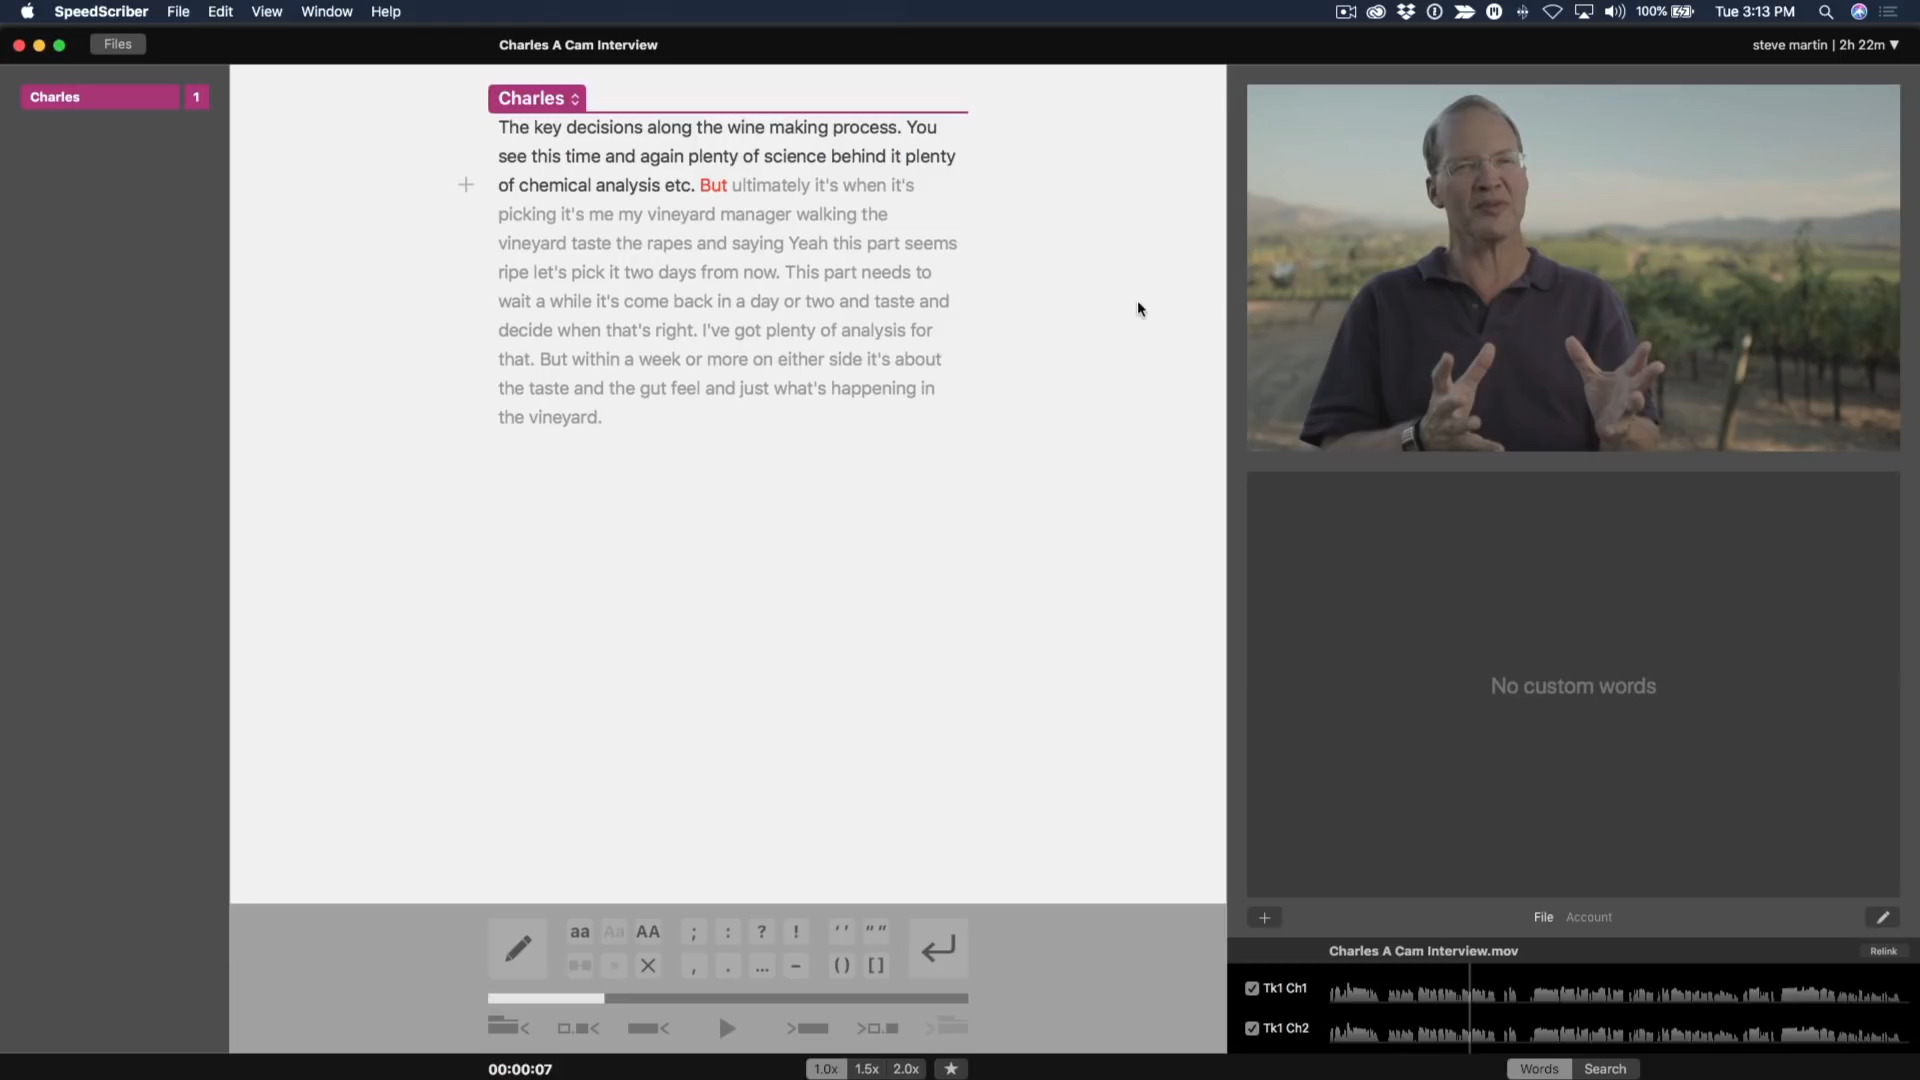 SpeedScriber File Edit View Window Help
100% Tue 3:13 PM
Files
Charles A Cam Interview
steve martin | 2h 22m ▼
Charles 1
Charles
The key decisions along the wine making process. You
see this time and again plenty of science behind it plenty
of chemical analysis etc. But ultimately it's when it's
picking it's me my vineyard manager walking the
vineyard taste the rapes and saying Yeah this part seems
ripe let's pick it two days from now. This part needs to
wait a while it's come back in a day or two and taste and
decide when that's right. I've got plenty of analysis for
that. But within a week or more on either side it's about
the taste and the gut feel and just what's happening in
the vineyard.
No custom words
+ File Account
Charles A Cam Interview.mov Relink
Tk1 Ch1
Tk1 Ch2
aa Aa AA ; : ? ! ' ' " "
, . ... – () []
00:00:07
1.0x 1.5x 2.0x ★
Words Search